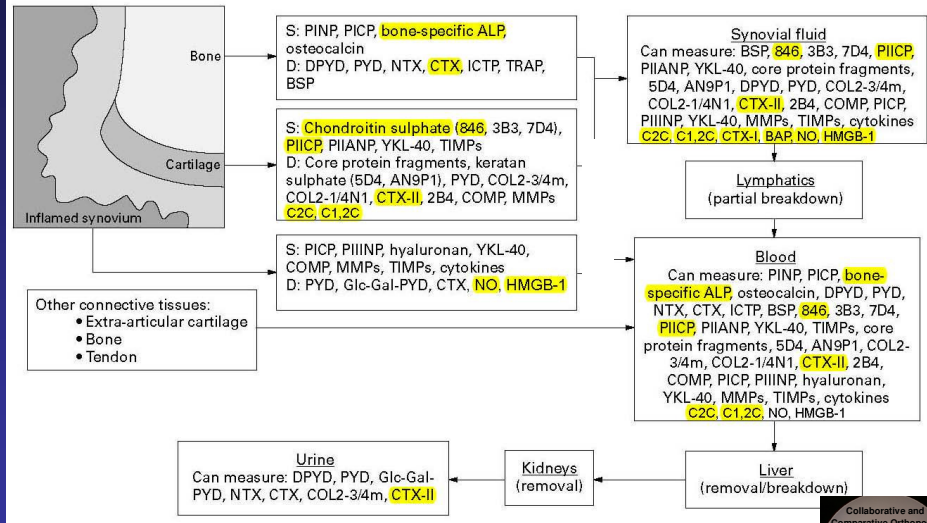 Bone
Cartilage
Inflamed synovium
S: PINP, PICP, bone-specific ALP,
osteocalcin
D: DPYD, PYD, NTX, CTX, ICTP, TRAP,
BSP
S: Chondroitin sulphate (846, 3B3, 7D4),
PIICP, PIIANP, YKL-40, TIMPs
D: Core protein fragments, keratan
sulphate (5D4, AN9P1), PYD, COL2-3/4m,
COL2-1/4N1, CTX-II, 2B4, COMP, MMPs
C2C, C1,2C
S: PICP, PIIINP, hyaluronan, YKL-40,
COMP, MMPs, TIMPs, cytokines
D: PYD, Glc-Gal-PYD, CTX, NO, HMGB-1
Other connective tissues:
• Extra-articular cartilage
• Bone
• Tendon
Synovial fluid
Can measure: BSP, 846, 3B3, 7D4, PIICP,
PIIANP, YKL-40, core protein fragments,
5D4, AN9P1, DPYD, PYD, COL2-3/4m,
COL2-1/4N1, CTX-II, 2B4, COMP, PICP,
PIIINP, YKL-40, MMPs, TIMPs, cytokines
C2C, C1,2C, CTX-I, BAP, NO, HMGB-1
Lymphatics
(partial breakdown)
Blood
Can measure: PINP, PICP, bone-
specific ALP, osteocalcin, DPYD, PYD,
NTX, CTX, ICTP, BSP, 846, 3B3, 7D4,
PIICP, PIIANP, YKL-40, TIMPs, core
protein fragments, 5D4, AN9P1, COL2-
3/4m, COL2-1/4N1, CTX-II, 2B4,
COMP, PICP, PIIINP, hyaluronan,
YKL-40, MMPs, TIMPs, cytokines
C2C, C1,2C, NO, HMGB-1
Liver
(removal/breakdown)
Kidneys
(removal)
Urine
Can measure: DPYD, PYD, Glc-Gal-
PYD, NTX, CTX, COL2-3/4m, CTX-II
Collaborative and